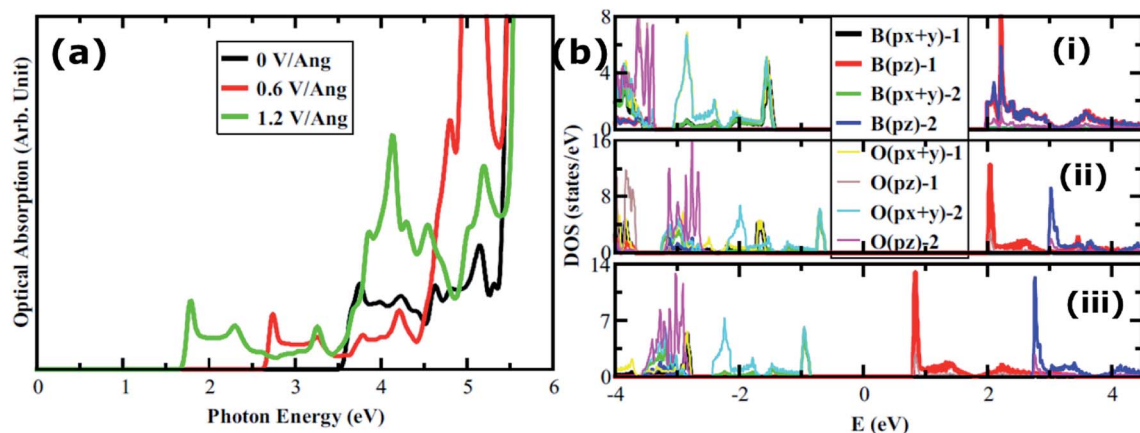 (a)
0 V/Ang
0.6 V/Ang
1.2 V/Ang
Optical Absorption (Arb. Unit)
0 1 2 3 4 5 6
Photon Energy (eV)
(b)
(i)
B(px+y)-1
B(pz)-1
B(px+y)-2
B(pz)-2
8
4
0
(ii)
O(px+y)-1
O(pz)-1
O(px+y)-2
O(pz)-2
16
8
0
DOS (states/eV)
(iii)
14
7
0
-4 -2 0 2 4
E (eV)